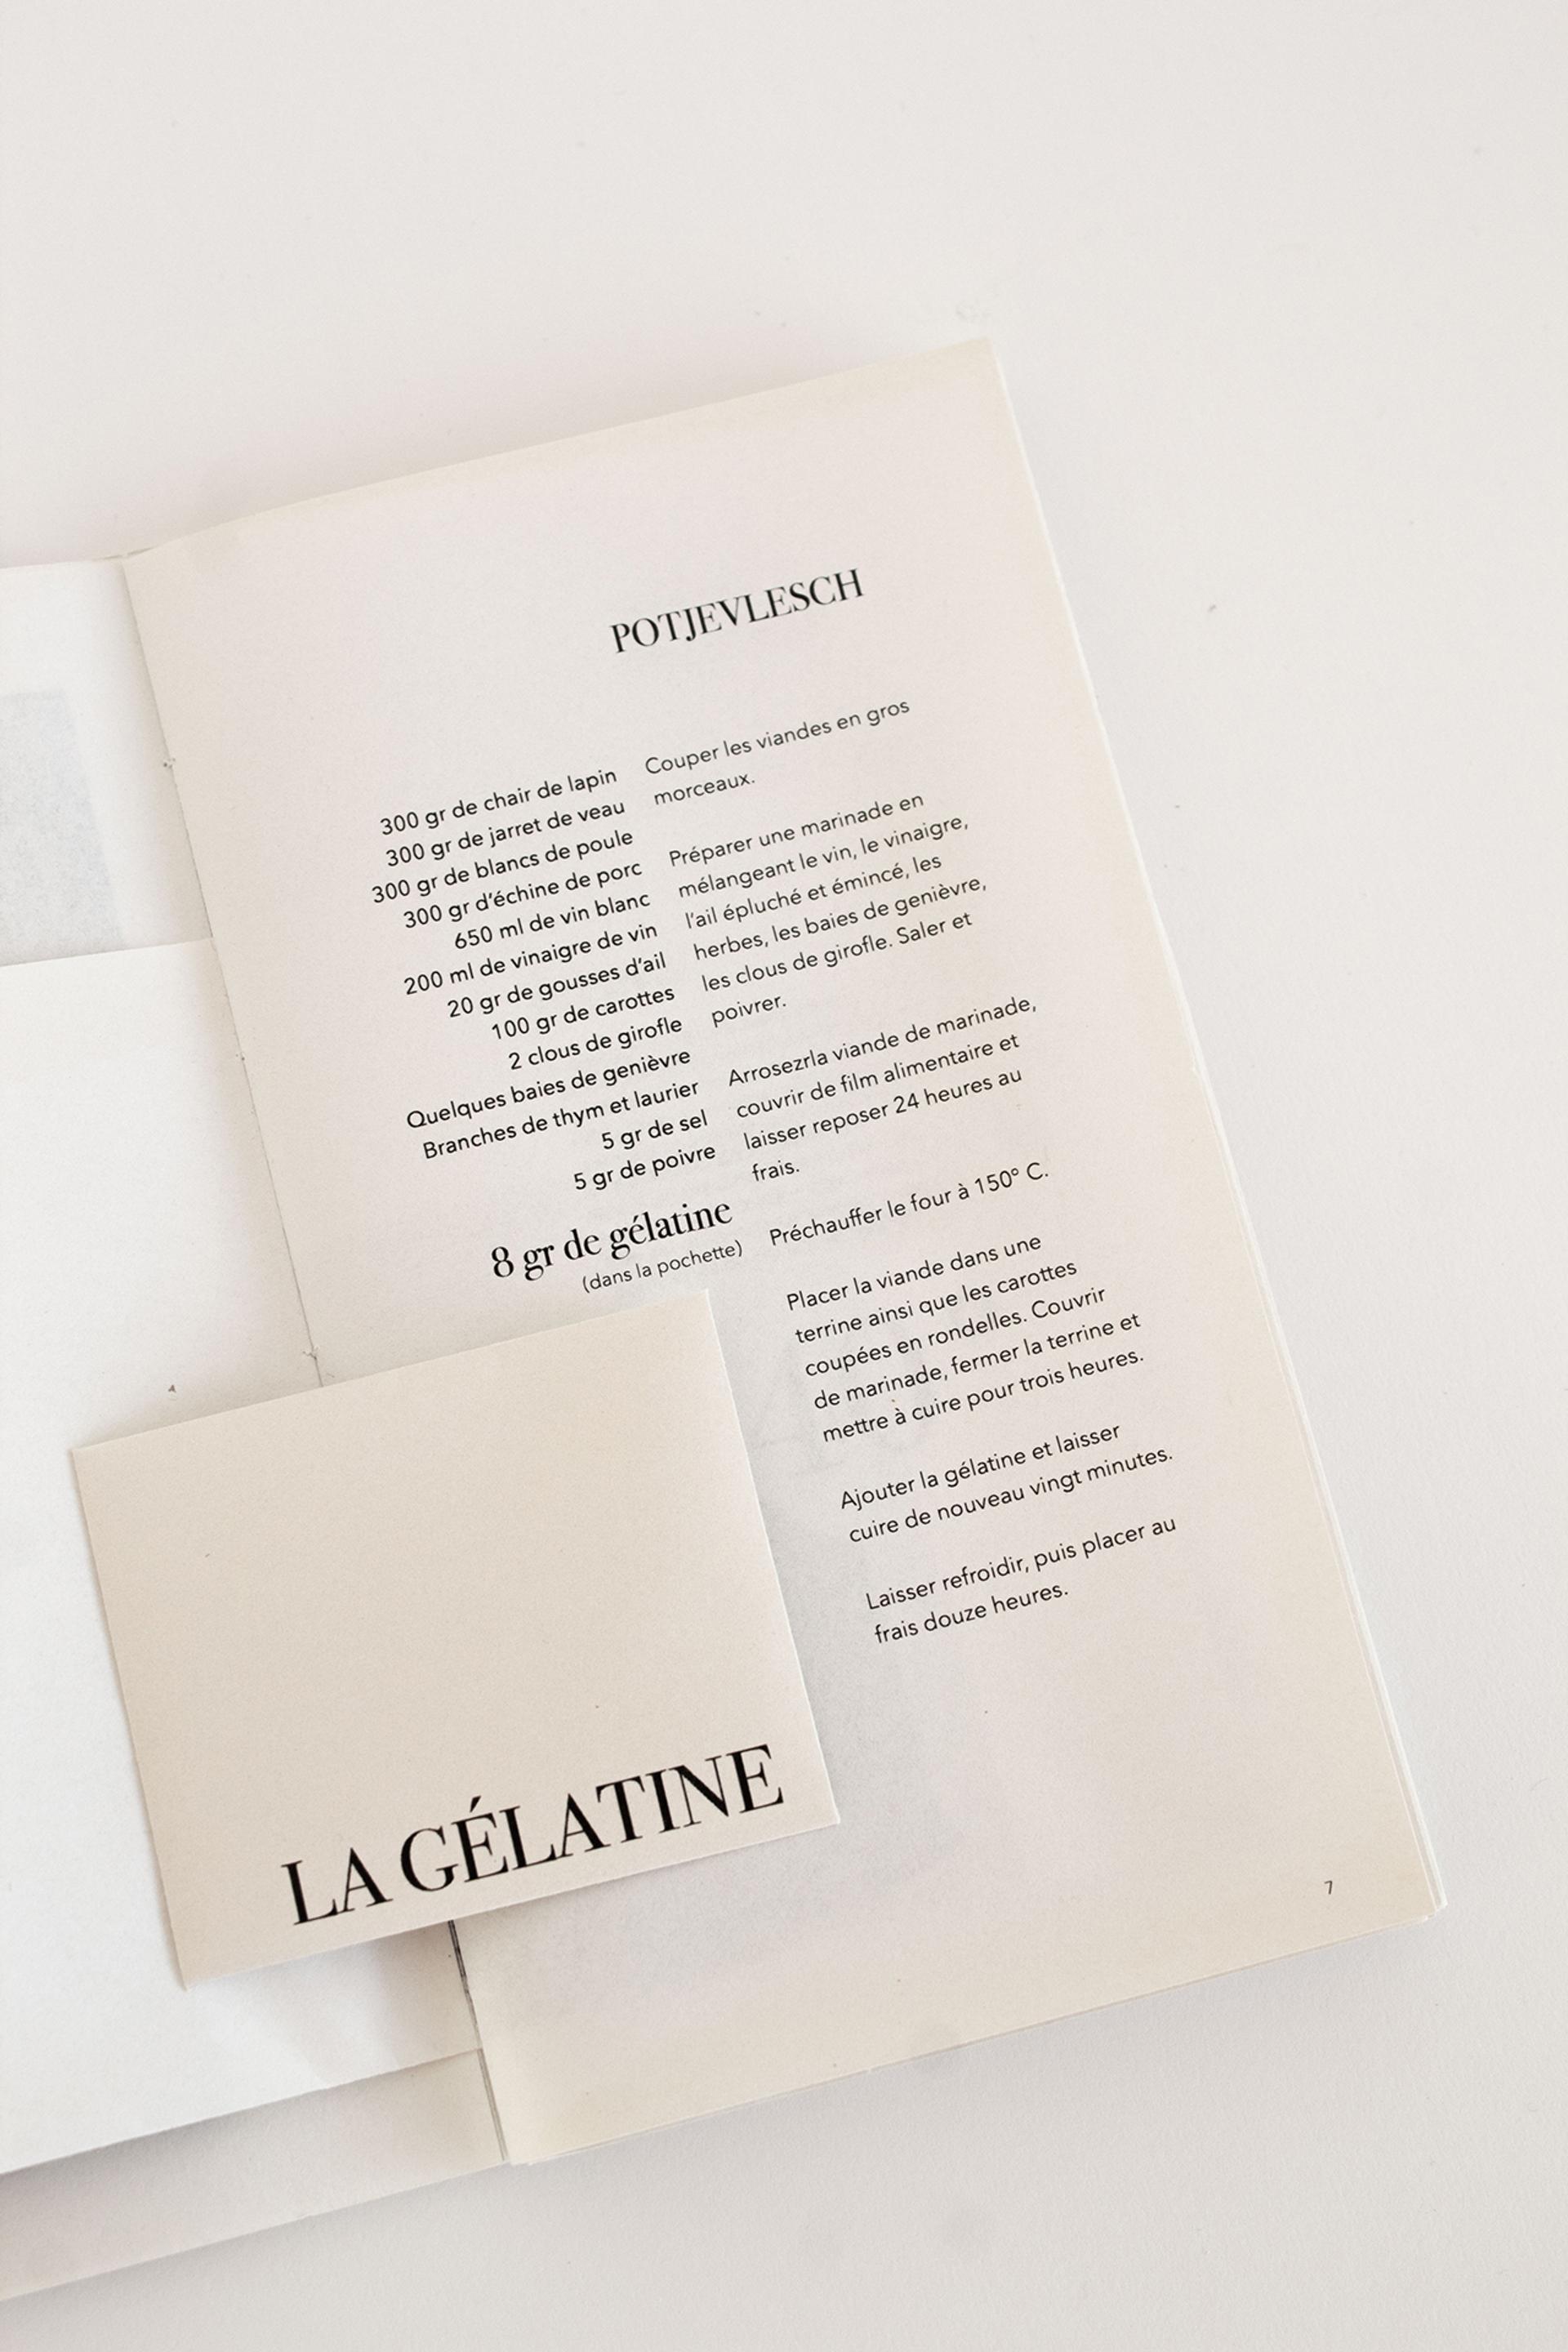 POTJEVLESCH
300 gr de chair de lapin
300 gr de jarret de veau
300 gr de blancs de poule
300 gr d'échine de porc
650 ml de vin blanc
200 ml de vinaigre de vin
20 gr de gousses d'ail
100 gr de carottes
2 clous de girofle
Quelques baies de genièvre
Branches de thym et laurier
5 gr de sel
5 gr de poivre
8 gr de gélatine
(dans la pochette)
Couper les viandes en gros
morceaux.
Préparer une marinade en
mélangeant le vin, le vinaigre,
l'ail épluché et émincé, les
herbes, les baies de genièvre,
les clous de girofle. Saler et
poivrer.
Arrosezrla viande de marinade,
couvrir de film alimentaire et
laisser reposer 24 heures au
frais.
Préchauffer le four à 150° C.
Placer la viande dans une
terrine ainsi que les carottes
coupées en rondelles. Couvrir
de marinade, fermer la terrine et
mettre à cuire pour trois heures.
Ajouter la gélatine et laisser
cuire de nouveau vingt minutes.
Laisser refroidir, puis placer au
frais douze heures.
LA GÉLATINE
7